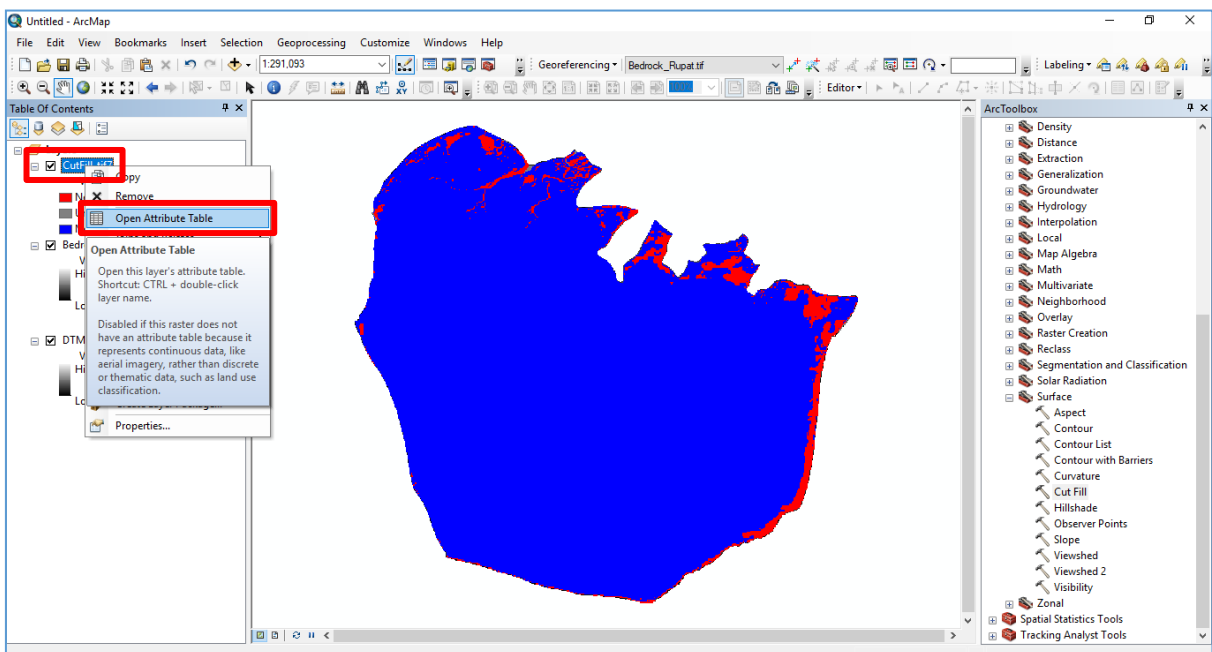 Untitled - ArcMap
File Edit View Bookmarks Insert Selection Geoprocessing Customize Windows Help
1:291,093
Georeferencing
Bedrock_Rupat.tif
Labeling
Editor
Table Of Contents
Copy
Remove
Open Attribute Table
Bedr
Open Attribute Table
Open this layer's attribute table.
Shortcut: CTRL + double-click
layer name.
Disabled if this raster does not
have an attribute table because it
represents continuous data, like
aerial imagery, rather than discrete
or thematic data, such as land use
classification.
DTM
Properties...
ArcToolbox
Density
Distance
Extraction
Generalization
Groundwater
Hydrology
Interpolation
Local
Map Algebra
Math
Multivariate
Neighborhood
Overlay
Raster Creation
Reclass
Segmentation and Classification
Solar Radiation
Surface
Aspect
Contour
Contour List
Contour with Barriers
Curvature
Cut Fill
Hillshade
Observer Points
Slope
Viewshed
Viewshed 2
Visibility
Zonal
Spatial Statistics Tools
Tracking Analyst Tools